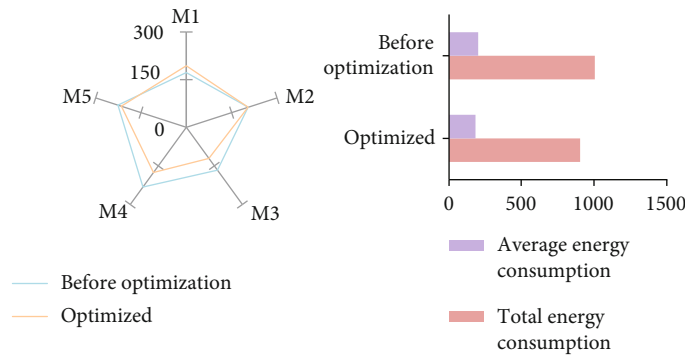 M1
300
150
0
M2
M3
M4
M5
Before optimization
Optimized
Before
optimization
Optimized
0
500
1000
1500
Average energy
consumption
Total energy
consumption